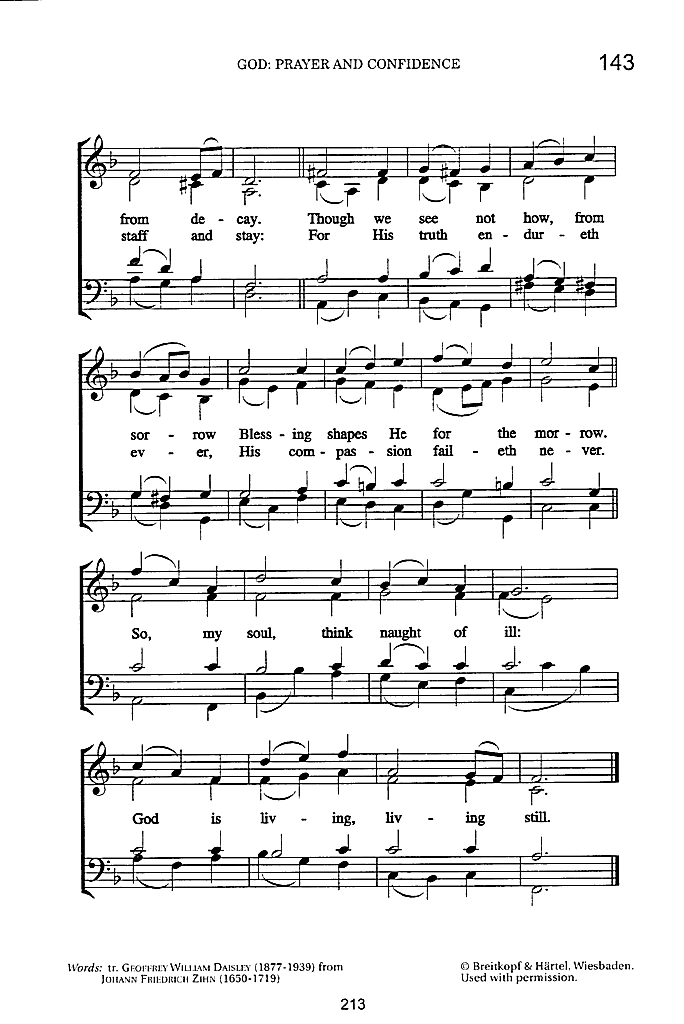 GOD: PRAYER AND CONFIDENCE 143
from de - cay. Though we see not how, from
staff and stay: For His truth en - dur - eth
sor - row Bless - ing shapes He for the mor - row.
ev - er, His com - pas - sion fail - eth ne - ver.
So, my soul, think naught of ill:
God is liv - ing, liv - ing still.
Words: tr. GEOFFREY WILLIAM DAISLEY (1877-1939) from
JOHANN FRIEDRICH ZIHN (1650-1719)
© Breitkopf & Härtel, Wiesbaden.
Used with permission.
213